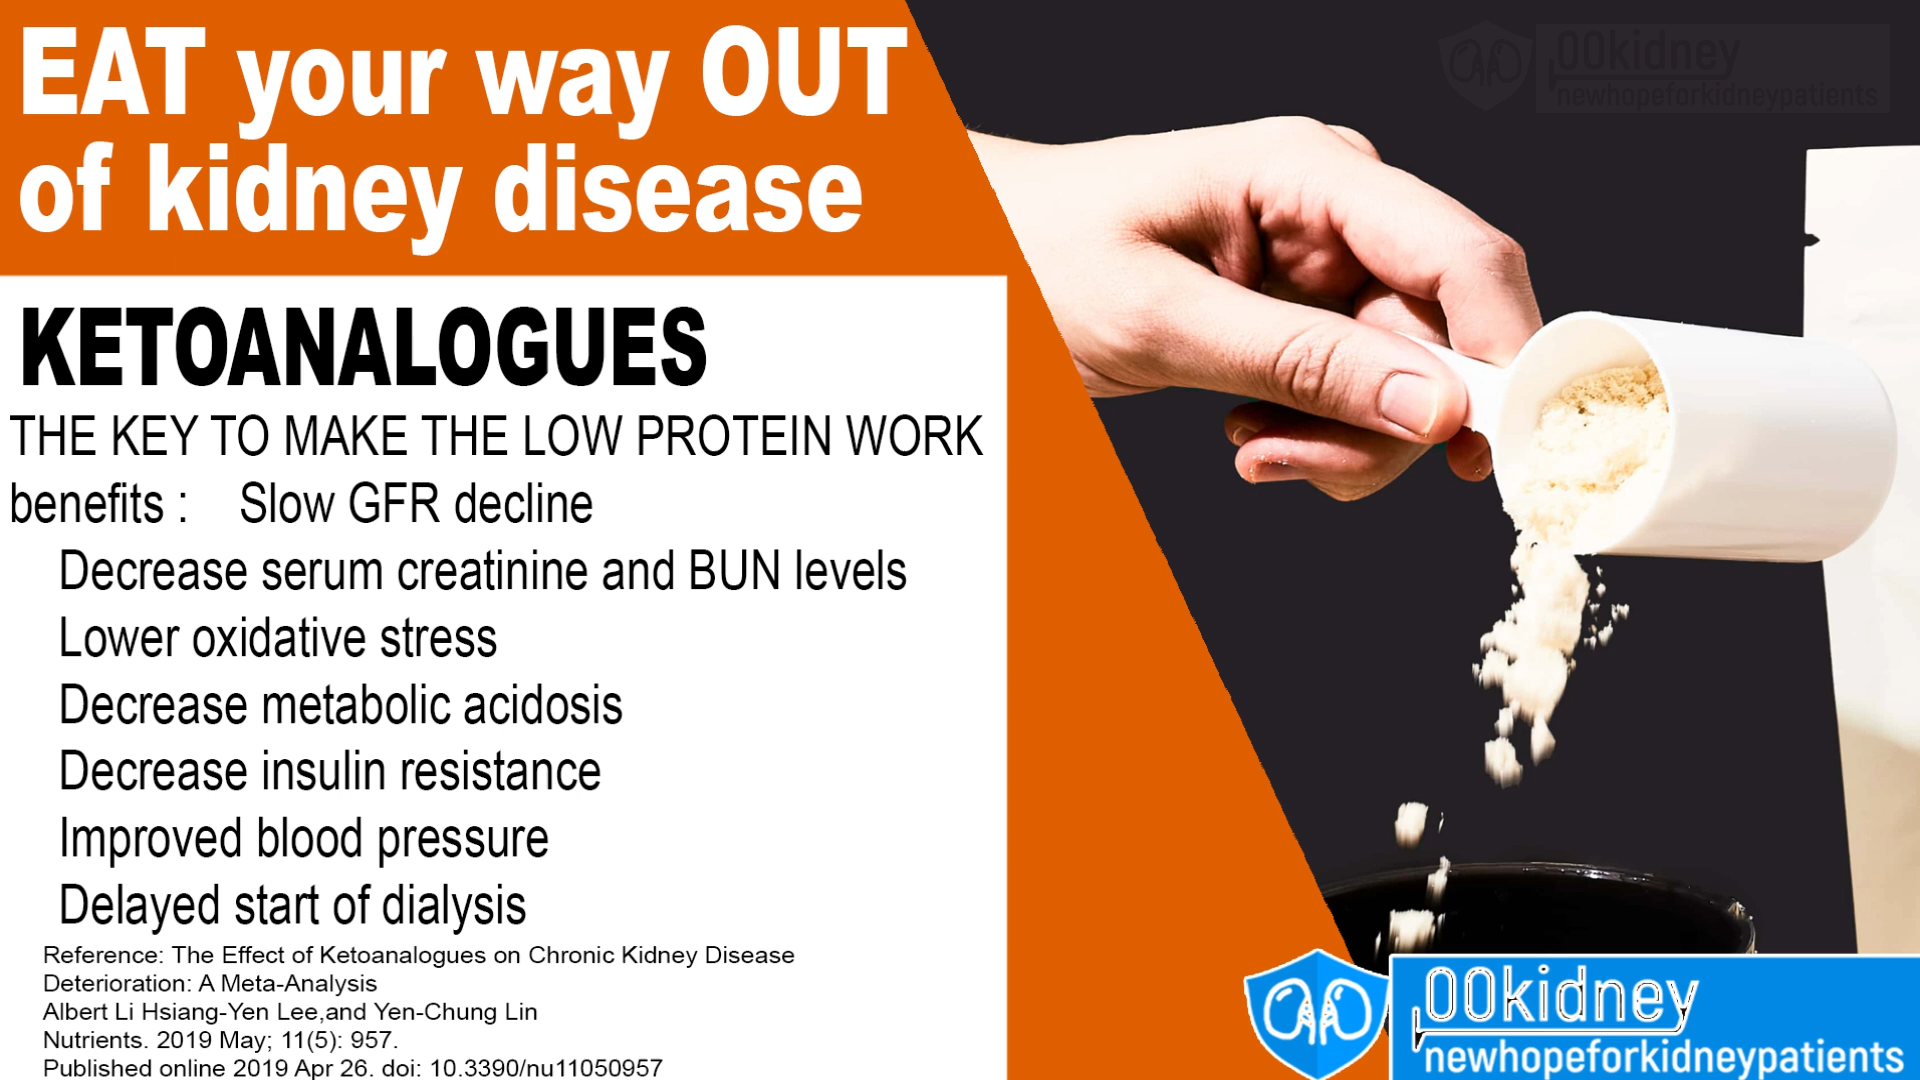 EAT your way OUT
of kidney disease
KETOANALOGUES
THE KEY TO MAKE THE LOW PROTEIN WORK
benefits : Slow GFR decline
Decrease serum creatinine and BUN levels
Lower oxidative stress
Decrease metabolic acidosis
Decrease insulin resistance
Improved blood pressure
Delayed start of dialysis
Reference: The Effect of Ketoanalogues on Chronic Kidney Disease
Deterioration: A Meta-Analysis
Albert Li Hsiang-Yen Lee,and Yen-Chung Lin
Nutrients. 2019 May; 11(5): 957.
Published online 2019 Apr 26. doi: 10.3390/nu11050957
00kidney
newhopeforkidneypatients
00kidney
newhopeforkidneypatients